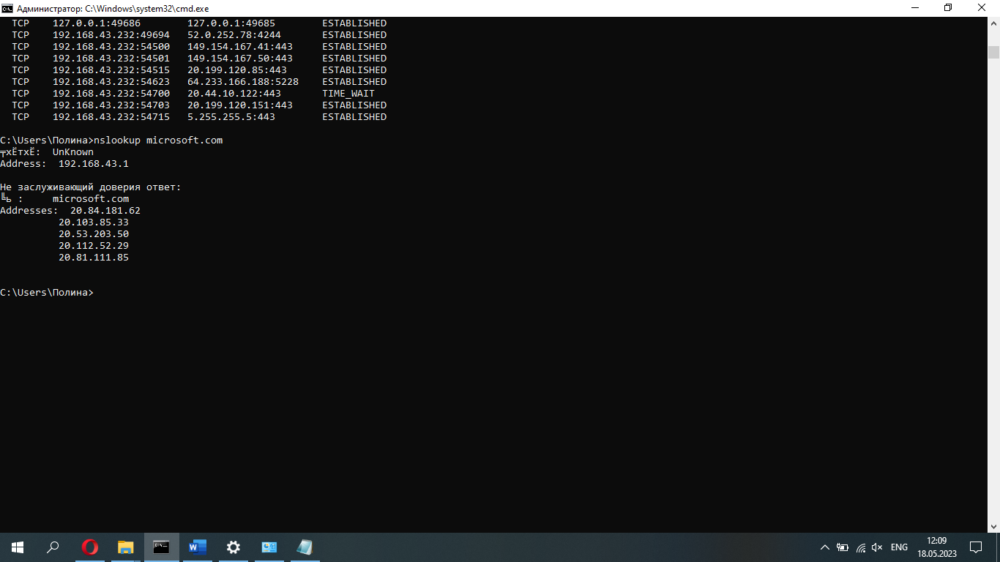 Администратор: C:\Windows\system32\cmd.exe
TCP    127.0.0.1:49686        127.0.0.1:49685        ESTABLISHED
TCP    192.168.43.232:49694   52.0.252.78:4244       ESTABLISHED
TCP    192.168.43.232:54500   149.154.167.41:443     ESTABLISHED
TCP    192.168.43.232:54501   149.154.167.50:443     ESTABLISHED
TCP    192.168.43.232:54515   20.199.120.85:443      ESTABLISHED
TCP    192.168.43.232:54623   64.233.166.188:5228    ESTABLISHED
TCP    192.168.43.232:54700   20.44.10.122:443       TIME_WAIT
TCP    192.168.43.232:54703   20.199.120.151:443     ESTABLISHED
TCP    192.168.43.232:54715   5.255.255.5:443        ESTABLISHED
C:\Users\Полина>nslookup microsoft.com
╤хЁтхЁ:  UnKnown
Address:  192.168.43.1
Не заслуживающий доверия ответ:
╚ь :     microsoft.com
Addresses:  20.84.181.62
20.103.85.33
20.53.203.50
20.112.52.29
20.81.111.85
C:\Users\Полина>
ENG
12:09
18.05.2023